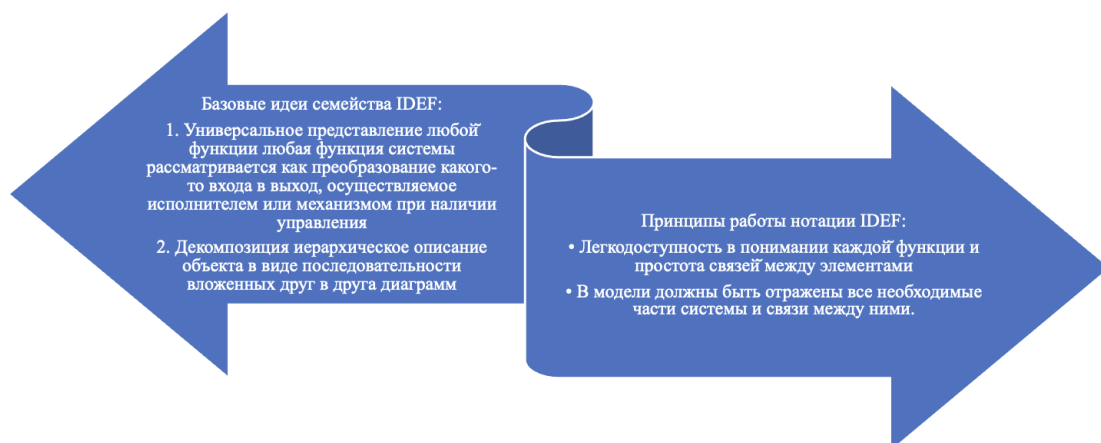 Базовые идеи семейства IDEF:
1. Универсальное представление любой
функции любая функция системы
рассматривается как преобразование какого-
то входа в выход, осуществляемое
исполнителем или механизмом при наличии
управления
2. Декомпозиция иерархическое описание
объекта в виде последовательности
вложенных друг в друга диаграмм
Принципы работы нотации IDEF:
• Легкодоступность в понимании каждой функции и
простота связей между элементами
• В модели должны быть отражены все необходимые
части системы и связи между ними.